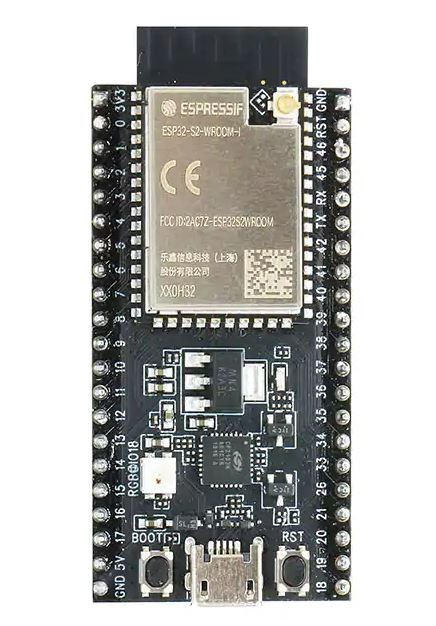 3V3
0
1
2
3
4
5
6
7
8
9
10
11
12
13
14
15
16
17
5V
GND
ESPRESSIF
ESP32-S2-WROOM-I
CE
FCC ID:2AC7Z-ESP32S2WROOM
乐鑫信息科技 (上海)
股份有限公司
XX0H32
RGB@IO18
BOOT
RST
GND
RST
46
45
RX
TX
42
41
40
39
38
37
36
35
34
33
26
21
20
19
18